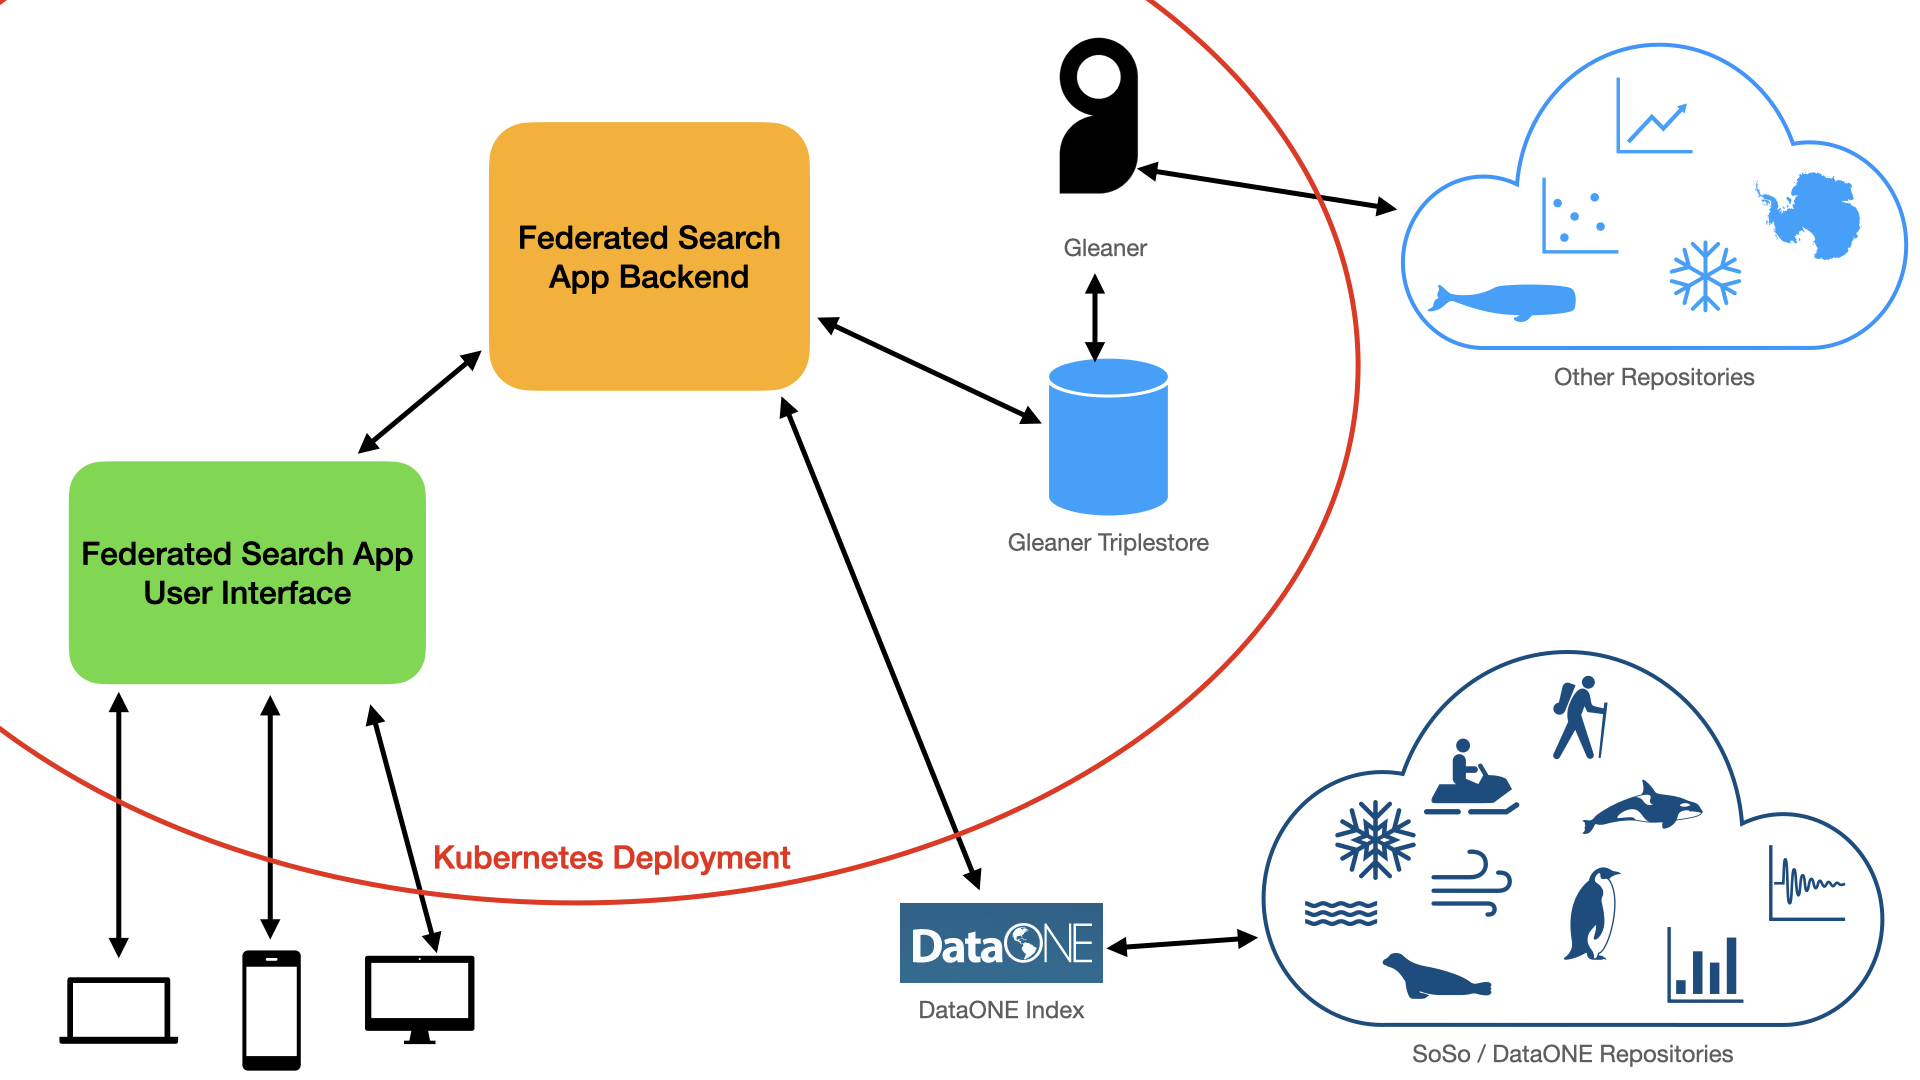 Federated Search
App Backend
Gleaner
Other Repositories
Gleaner Triplestore
Federated Search App
User Interface
Kubernetes Deployment
DataONE
DataONE Index
SoSo / DataONE Repositories